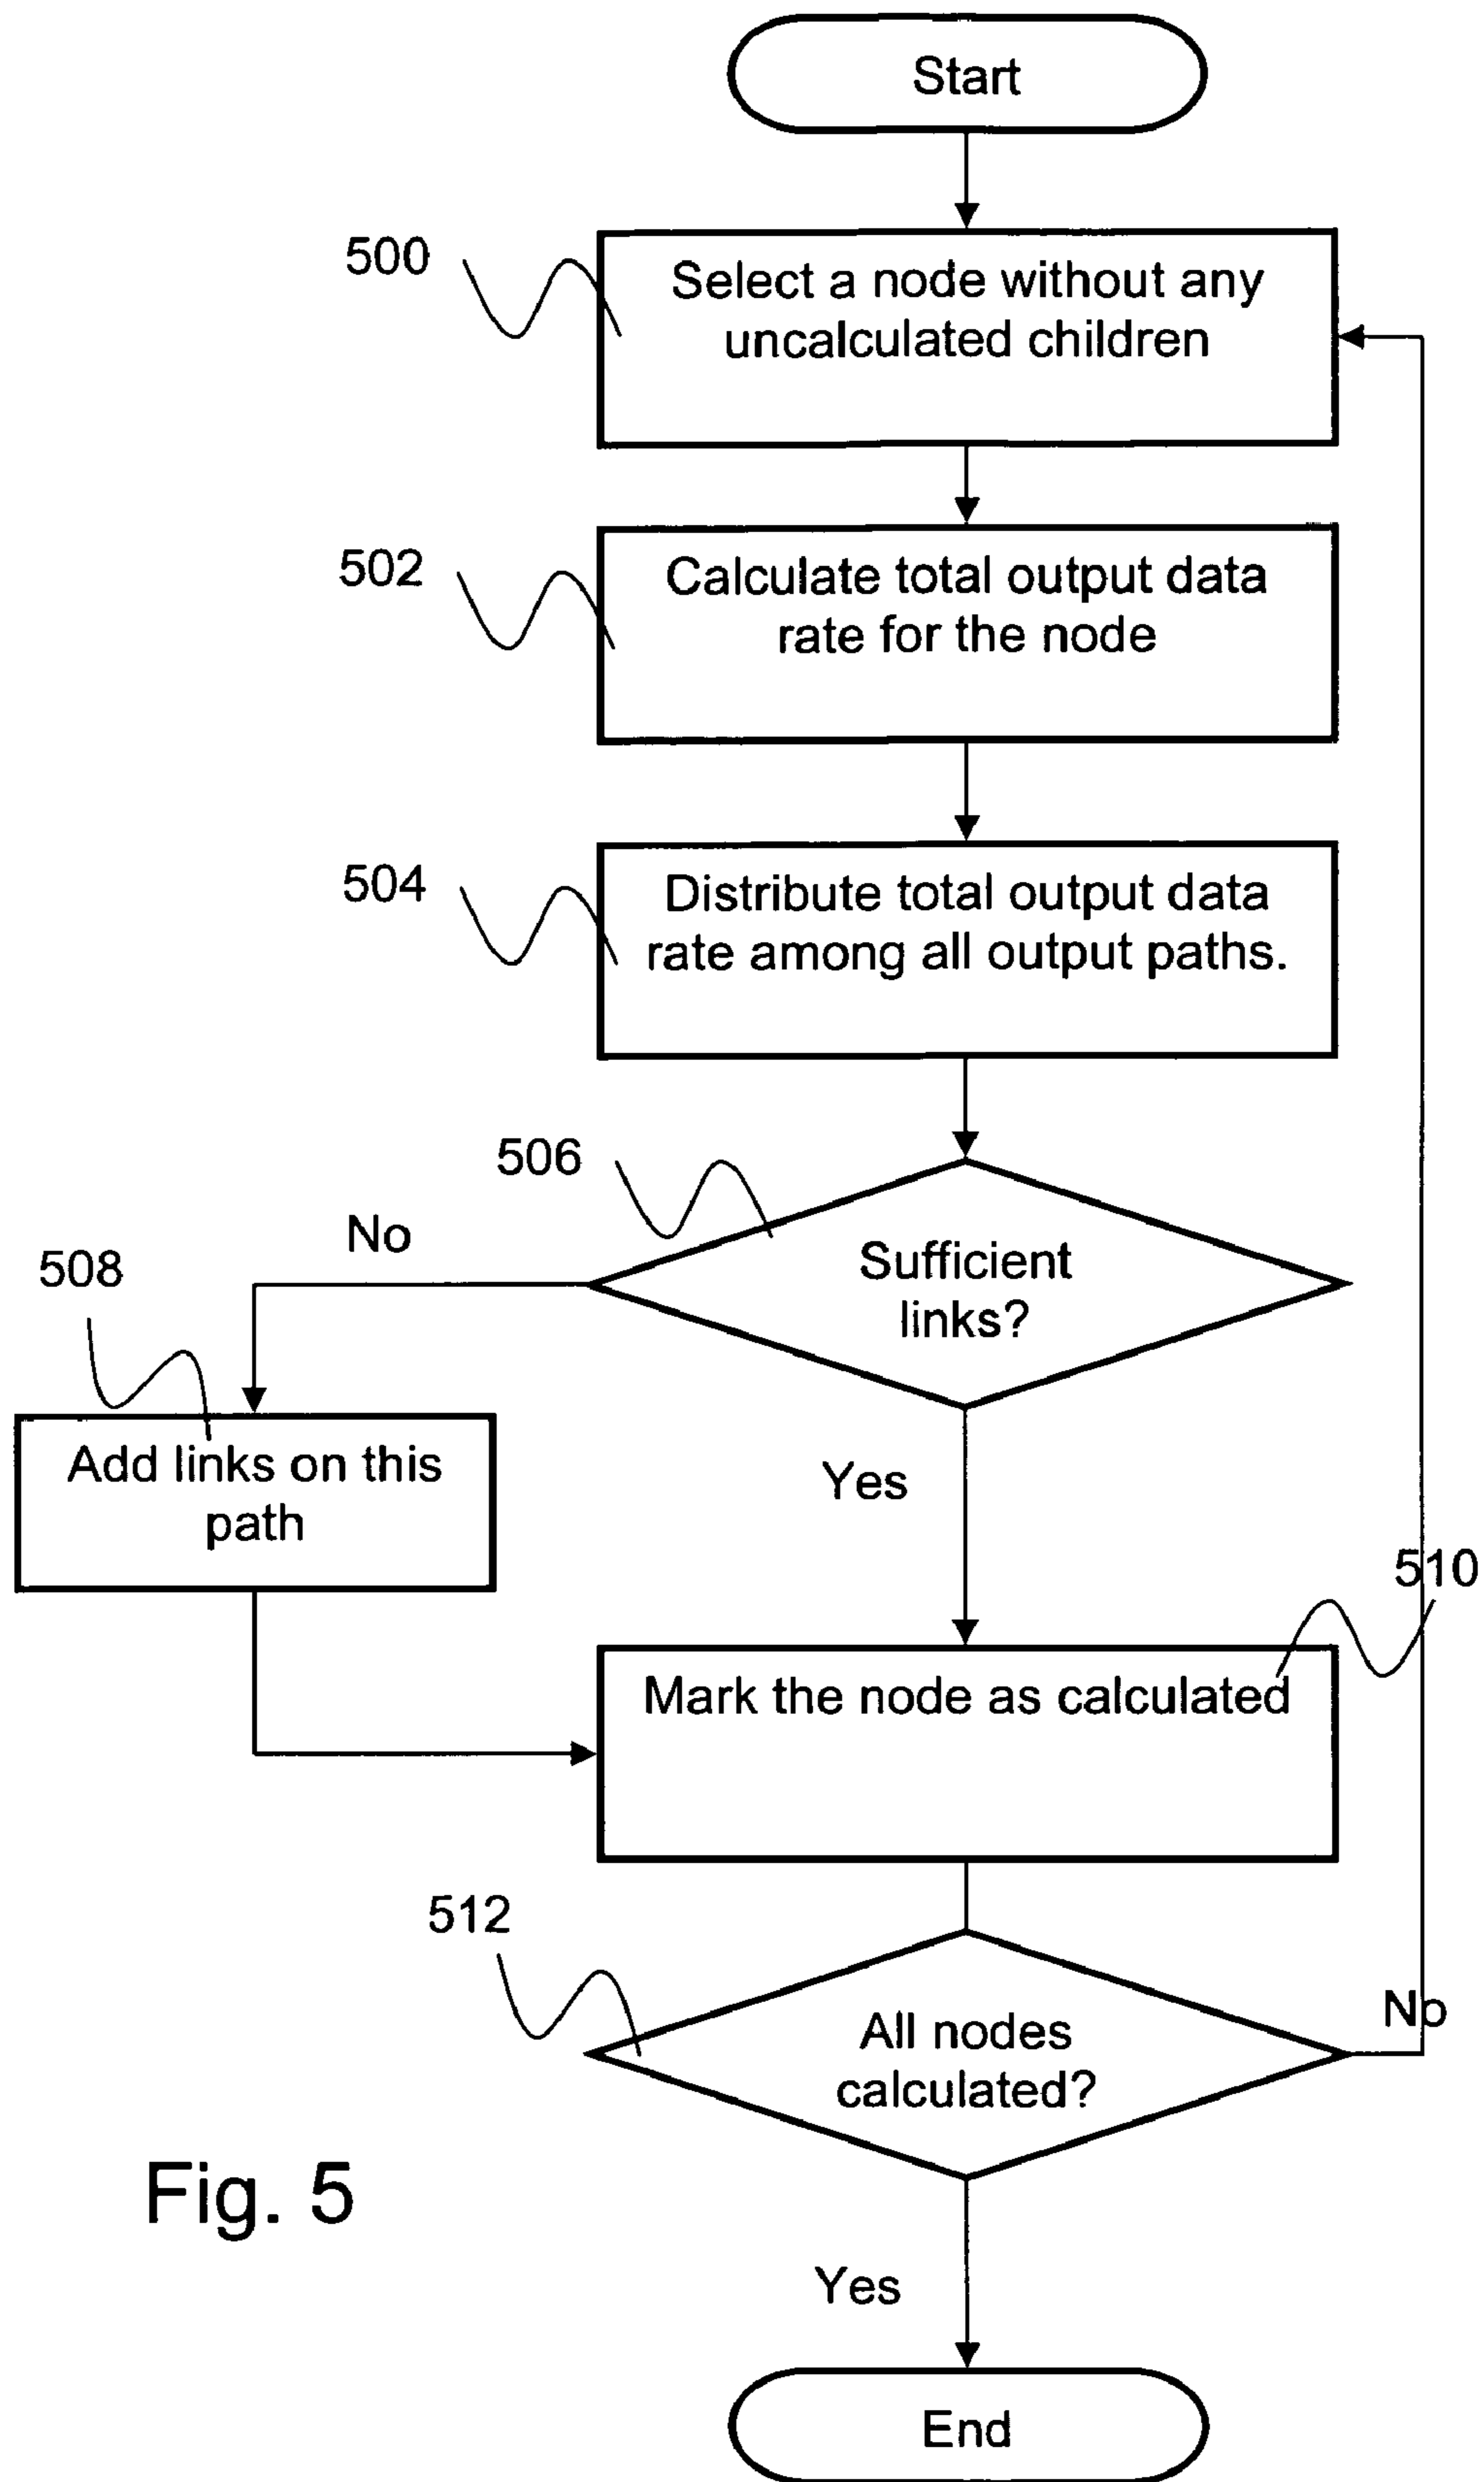 Start
500
Select a node without any
uncalculated children
502
Calculate total output data
rate for the node
504
Distribute total output data
rate among all output paths.
506
Sufficient
links?
No
508
Add links on this
path
Yes
510
Mark the node as calculated
512
All nodes
calculated?
No
Fig. 5
Yes
End